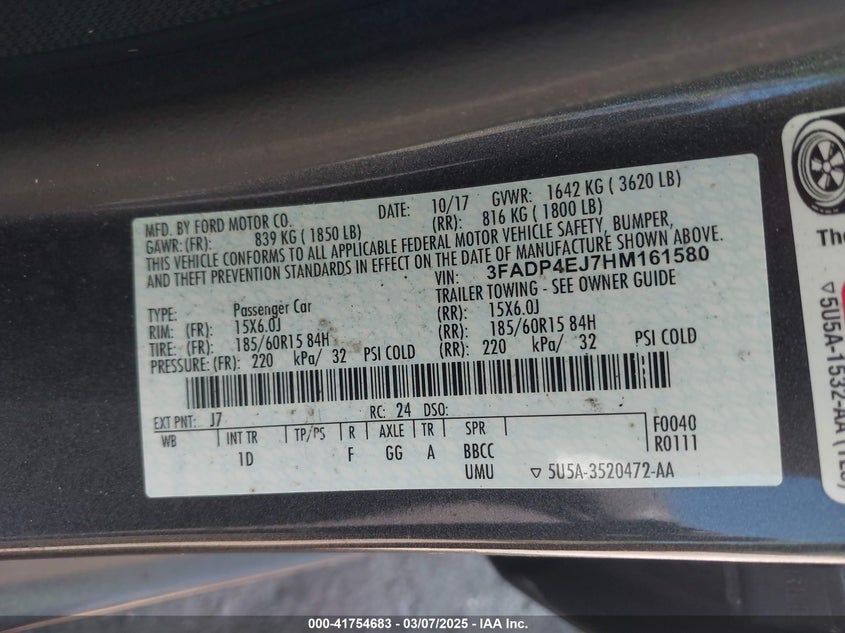 MFD. BY FORD MOTOR CO. DATE: 10/17 GVWR: 1642 KG ( 3620 LB)
GAWR: (FR): 839 KG ( 1850 LB) (RR): 816 KG ( 1800 LB)
THIS VEHICLE CONFORMS TO ALL APPLICABLE FEDERAL MOTOR VEHICLE SAFETY, BUMPER,
AND THEFT PREVENTION STANDARDS IN EFFECT ON THE DATE OF MANUFACTURE SHOWN ABOVE.
VIN: 3FADP4EJ7HM161580
TYPE: Passenger Car TRAILER TOWING - SEE OWNER GUIDE
RIM: (FR): 15X6.0J (RR): 15X6.0J
TIRE: (FR): 185/60R15 84H (RR): 185/60R15 84H
PRESSURE: (FR): 220 kPa/ 32 PSI COLD (RR): 220 kPa/ 32 PSI COLD
EXT PNT: J7 RC: 24 DSO:
WB INT TR TP/PS R AXLE TR SPR F0040
1D F GG A BBCC R0111
UMU ▽ 5U5A-3520472-AA
The
▽ 5U5A-1532-AA
000-41754683 - 03/07/2025 - IAA Inc.